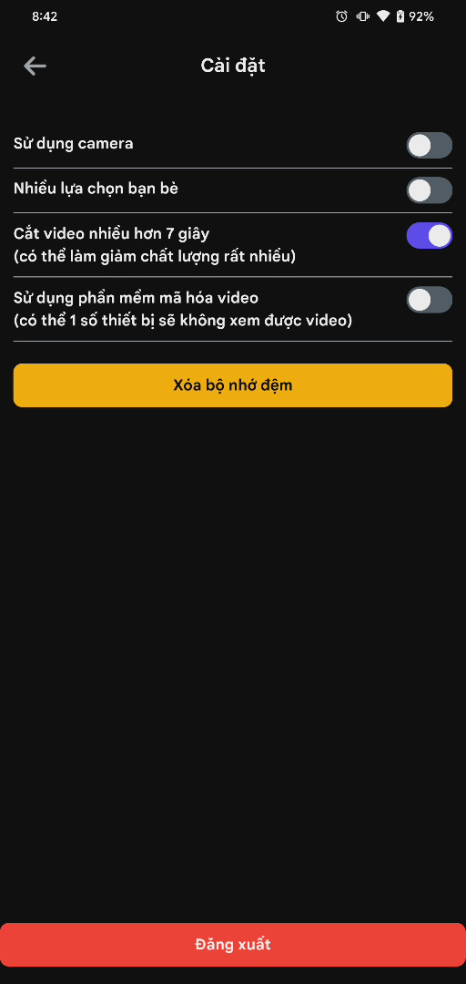 8:42
92%
Cài đặt
Sử dụng camera
Nhiều lựa chọn bạn bè
Cắt video nhiều hơn 7 giây
(có thể làm giảm chất lượng rất nhiều)
Sử dụng phần mềm mã hóa video
(có thể 1 số thiết bị sẽ không xem được video)
Xóa bộ nhớ đệm
Đăng xuất